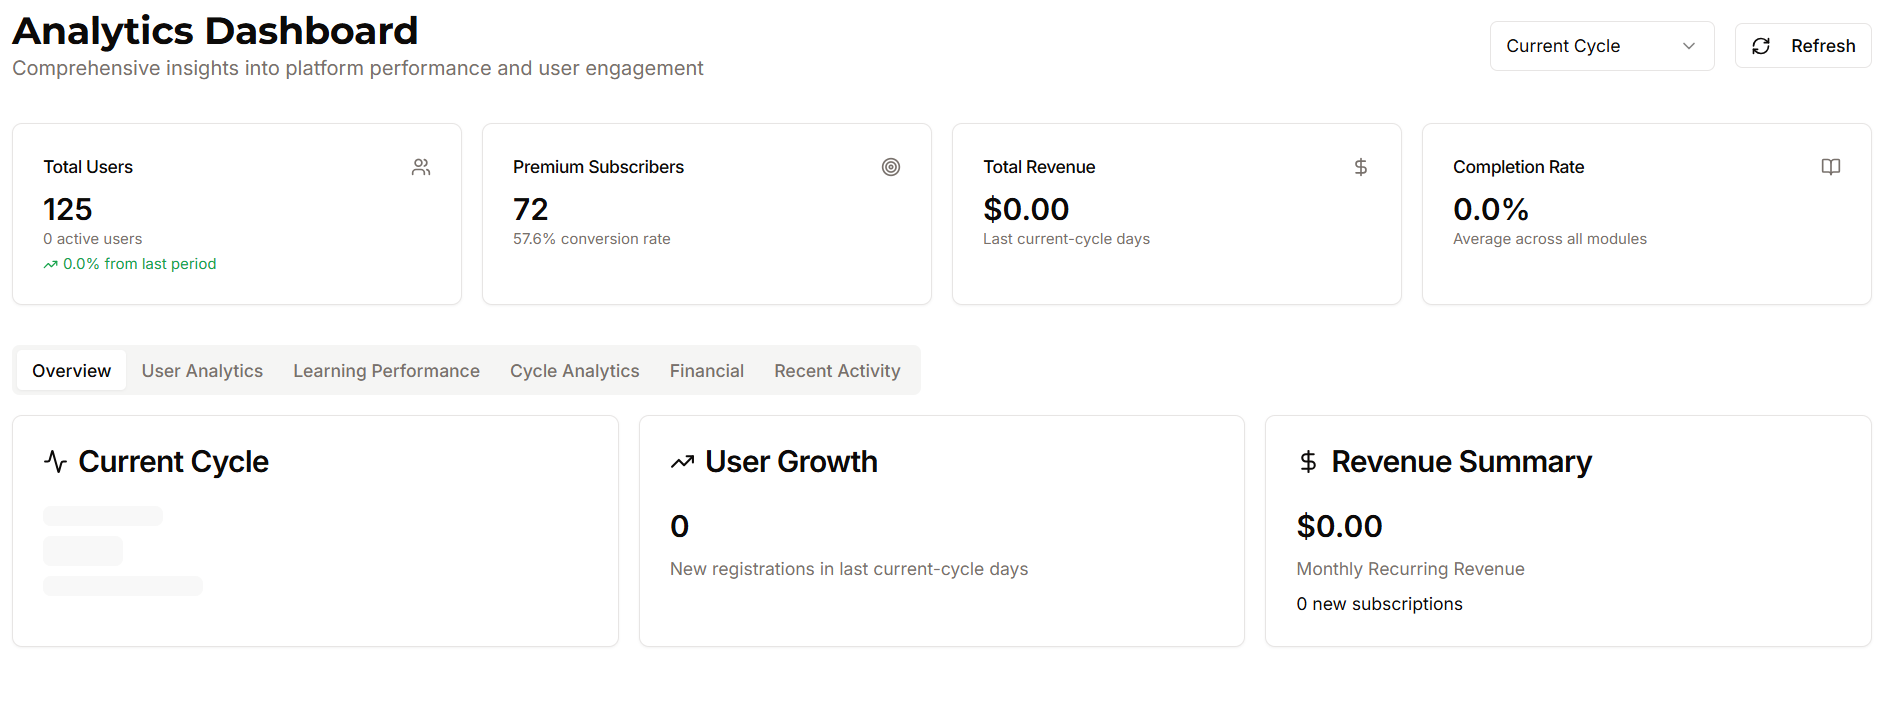 Analytics Dashboard
Comprehensive insights into platform performance and user engagement
Current Cycle
Refresh
Total Users
125
0 active users
0.0% from last period
Premium Subscribers
72
57.6% conversion rate
Total Revenue
$0.00
Last current-cycle days
Completion Rate
0.0%
Average across all modules
Overview
User Analytics
Learning Performance
Cycle Analytics
Financial
Recent Activity
Current Cycle
User Growth
0
New registrations in last current-cycle days
Revenue Summary
$0.00
Monthly Recurring Revenue
0 new subscriptions